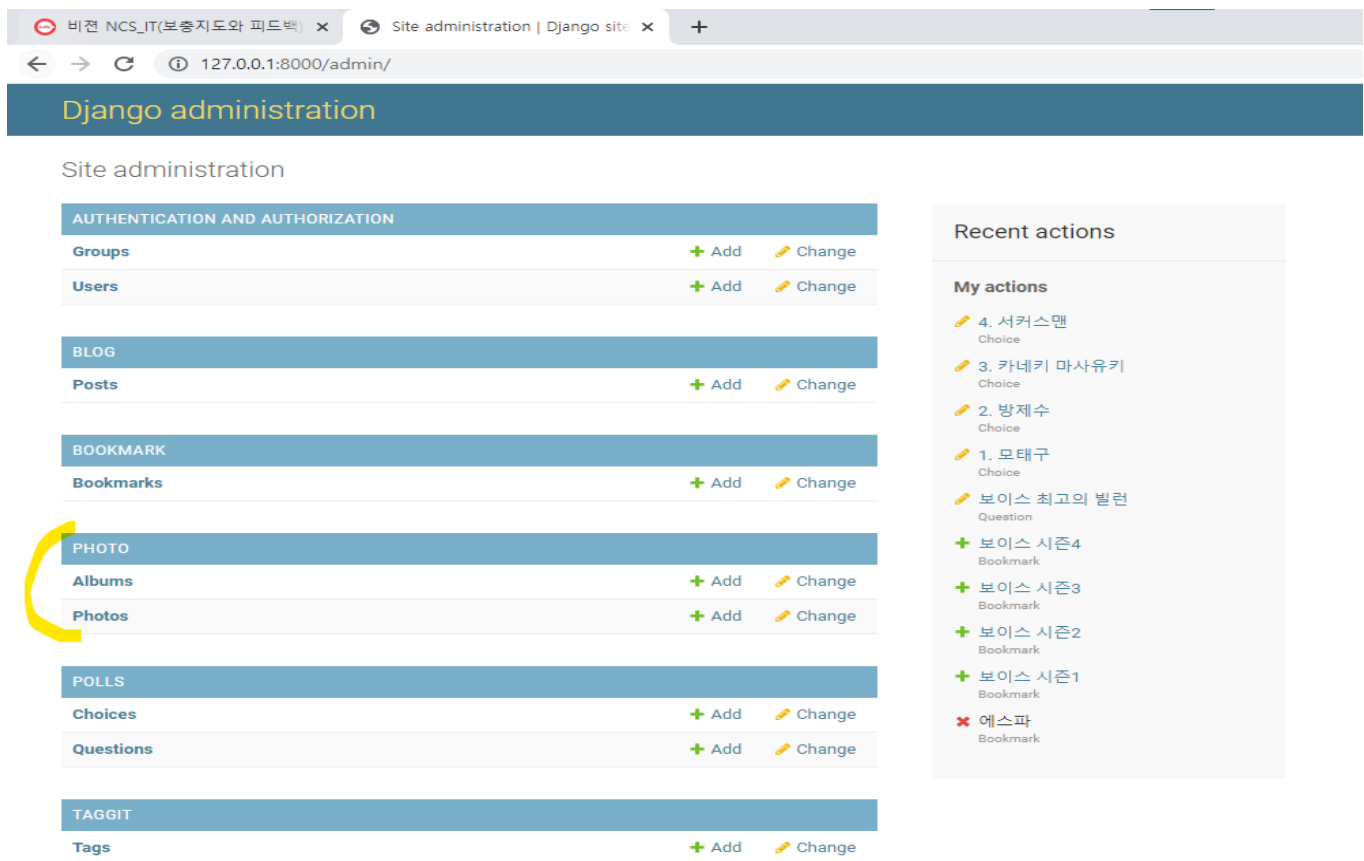 비젼 NCS_IT(보충지도와 피드백)
Site administration | Django site
127.0.0.1:8000/admin/
Django administration
Site administration
AUTHENTICATION AND AUTHORIZATION
Groups Add Change
Users Add Change
BLOG
Posts Add Change
BOOKMARK
Bookmarks Add Change
PHOTO
Albums Add Change
Photos Add Change
POLLS
Choices Add Change
Questions Add Change
TAGGIT
Tags Add Change
Recent actions
My actions
4. 서커스맨
Choice
3. 카네키 마사유키
Choice
2. 방제수
Choice
1. 모태구
Choice
보이스 최고의 빌런
Question
보이스 시즌4
Bookmark
보이스 시즌3
Bookmark
보이스 시즌2
Bookmark
보이스 시즌1
Bookmark
에스파
Bookmark